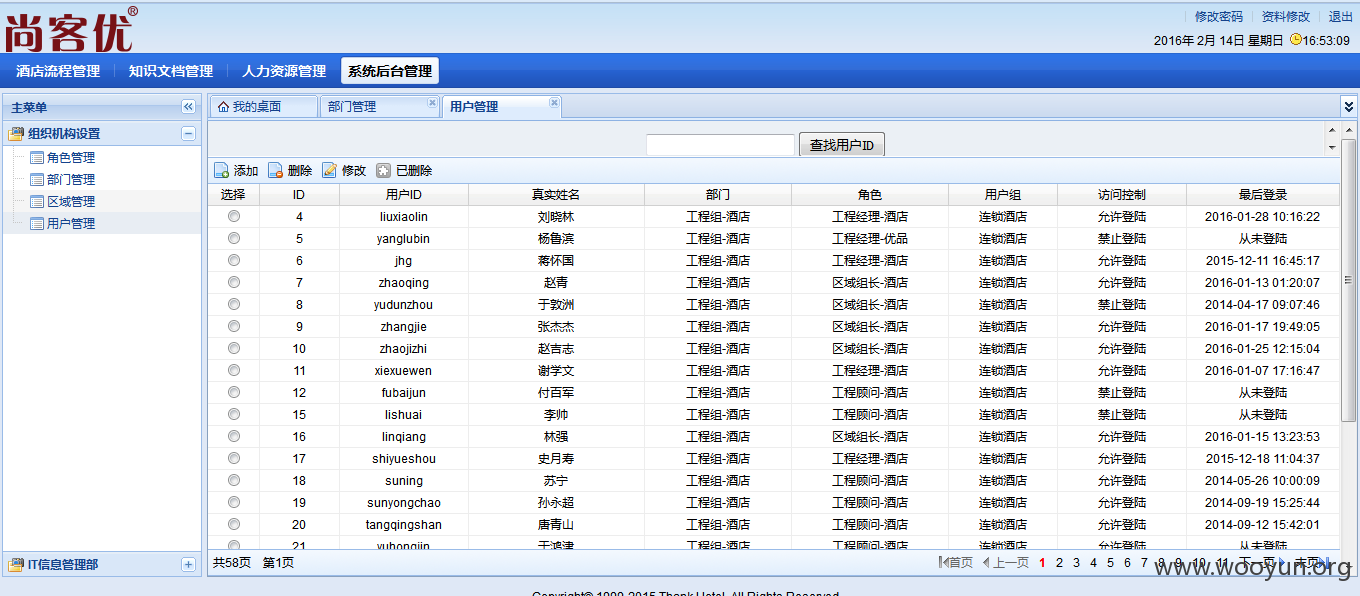 尚客优®
修改密码 资料修改 退出
2016年 2月 14日 星期日 16:53:09
酒店流程管理 知识文档管理 人力资源管理 系统后台管理
主菜单
组织机构设置
角色管理
部门管理
区域管理
用户管理
IT信息管理部
我的桌面 部门管理 用户管理
查找用户ID
添加 删除 修改 已删除
选择 ID 用户ID 真实姓名 部门 角色 用户组 访问控制 最后登录
4 liuxiaolin 刘晓林 工程组-酒店 工程经理-酒店 连锁酒店 允许登陆 2016-01-28 10:16:22
5 yanglubin 杨鲁滨 工程组-酒店 工程经理-优品 连锁酒店 禁止登陆 从未登陆
6 jhg 蒋怀国 工程组-酒店 工程经理-酒店 连锁酒店 允许登陆 2015-12-11 16:45:17
7 zhaoqing 赵青 工程组-酒店 区域组长-酒店 连锁酒店 允许登陆 2016-01-13 01:20:07
8 yudunzhou 于敦洲 工程组-酒店 区域组长-酒店 连锁酒店 禁止登陆 2014-04-17 09:07:46
9 zhangjie 张杰杰 工程组-酒店 区域组长-酒店 连锁酒店 允许登陆 2016-01-17 19:49:05
10 zhaojizhi 赵吉志 工程组-酒店 区域组长-酒店 连锁酒店 允许登陆 2016-01-25 12:15:04
11 xiexuewen 谢学文 工程组-酒店 工程经理-酒店 连锁酒店 允许登陆 2016-01-07 17:16:47
12 fubaijun 付百军 工程组-酒店 工程顾问-酒店 连锁酒店 禁止登陆 从未登陆
15 lishuai 李帅 工程组-酒店 工程顾问-酒店 连锁酒店 禁止登陆 从未登陆
16 linqiang 林强 工程组-酒店 区域组长-酒店 连锁酒店 允许登陆 2016-01-15 13:23:53
17 shiyueshou 史月寿 工程组-酒店 工程经理-酒店 连锁酒店 允许登陆 2015-12-18 11:04:37
18 suning 苏宁 工程组-酒店 工程顾问-酒店 连锁酒店 允许登陆 2014-05-26 10:00:09
19 sunyongchao 孙永超 工程组-酒店 工程顾问-酒店 连锁酒店 允许登陆 2014-09-19 15:25:44
20 tangqingshan 唐青山 工程组-酒店 工程顾问-酒店 连锁酒店 允许登陆 2014-09-12 15:42:01
21 yuhongjin 于鸿津 工程组-酒店 工程顾问-酒店 连锁酒店 允许登陆 从未登陆
共58页 第1页 首页 上一页 1 2 3 4 5 6 7 8 9 10 11 下一页 末页
www.wooyun.org
Copyright© 1999-2015 Thank Hotel. All Rights Reserved